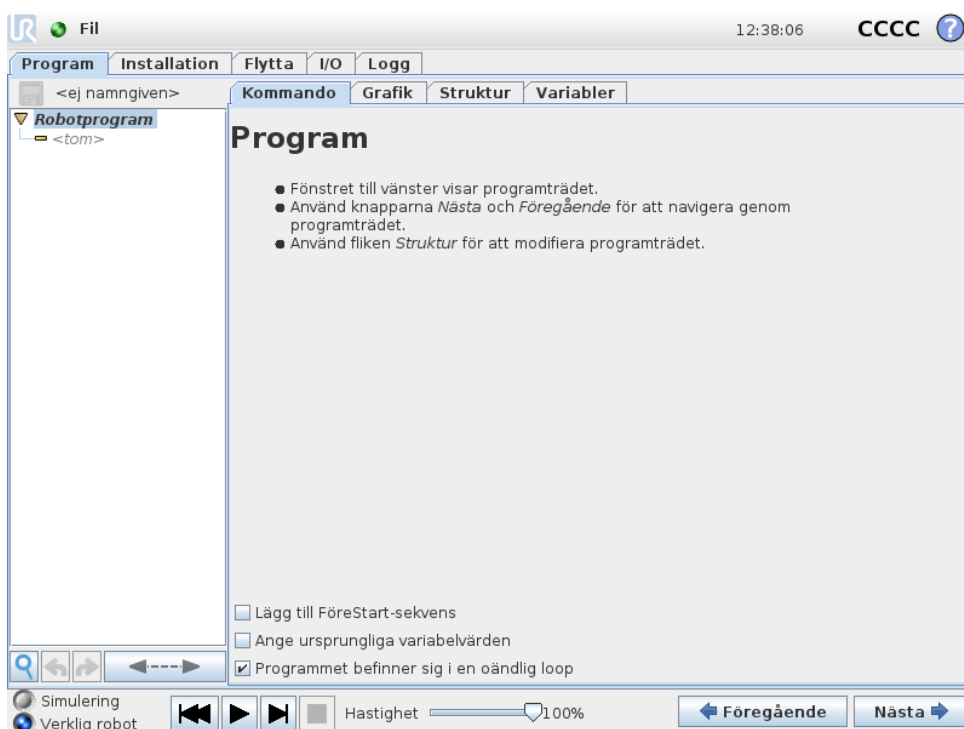 UR Fil 12:38:06 CCCC ?
Program Installation Flytta I/O Logg
<ej namngiven> Kommando Grafik Struktur Variabler
Robotprogram
<tom>
Program
Fönstret till vänster visar programträdet.
Använd knapparna Nästa och Föregående för att navigera genom
programträdet.
Använd fliken Struktur för att modifiera programträdet.
Lägg till FöreStart-sekvens
Ange ursprungliga variabelvärden
Programmet befinner sig i en oändlig loop
Simulering
Verklig robot
Hastighet 100% Föregående Nästa